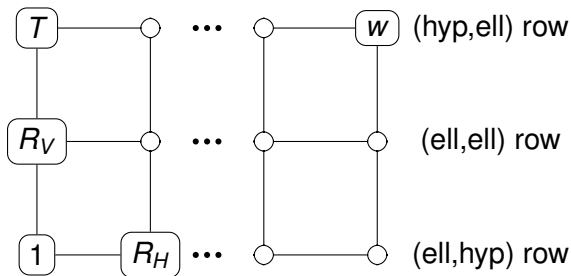 T ••• w (hyp,ell) row
R_V ••• (ell,ell) row
1 R_H ••• (ell,hyp) row